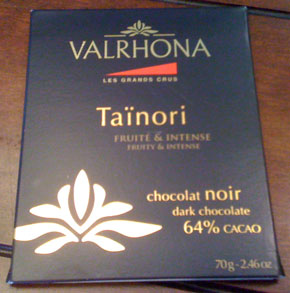 VALRHONA
LES GRANDS CRUS
Taïnori
FRUITÉ & INTENSE
FRUITY & INTENSE
chocolat noir
dark chocolate
64% CACAO
70g - 2.46 oz